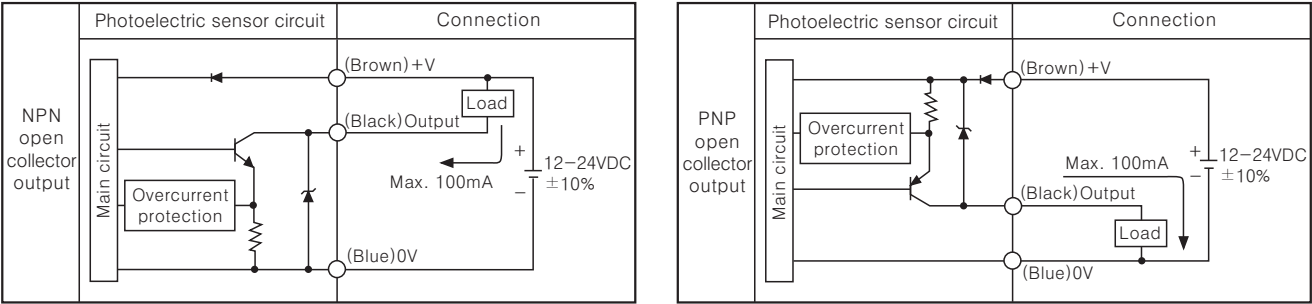 Photoelectric sensor circuit
Connection
NPN
open
collector
output
Main circuit
Overcurrent
protection
(Brown)+V
(Black)Output
Load
Max. 100mA
+
−
12−24VDC
±10%
(Blue)0V
Photoelectric sensor circuit
Connection
PNP
open
collector
output
Main circuit
Overcurrent
protection
(Brown)+V
Max. 100mA
+
−
12−24VDC
±10%
(Black)Output
Load
(Blue)0V